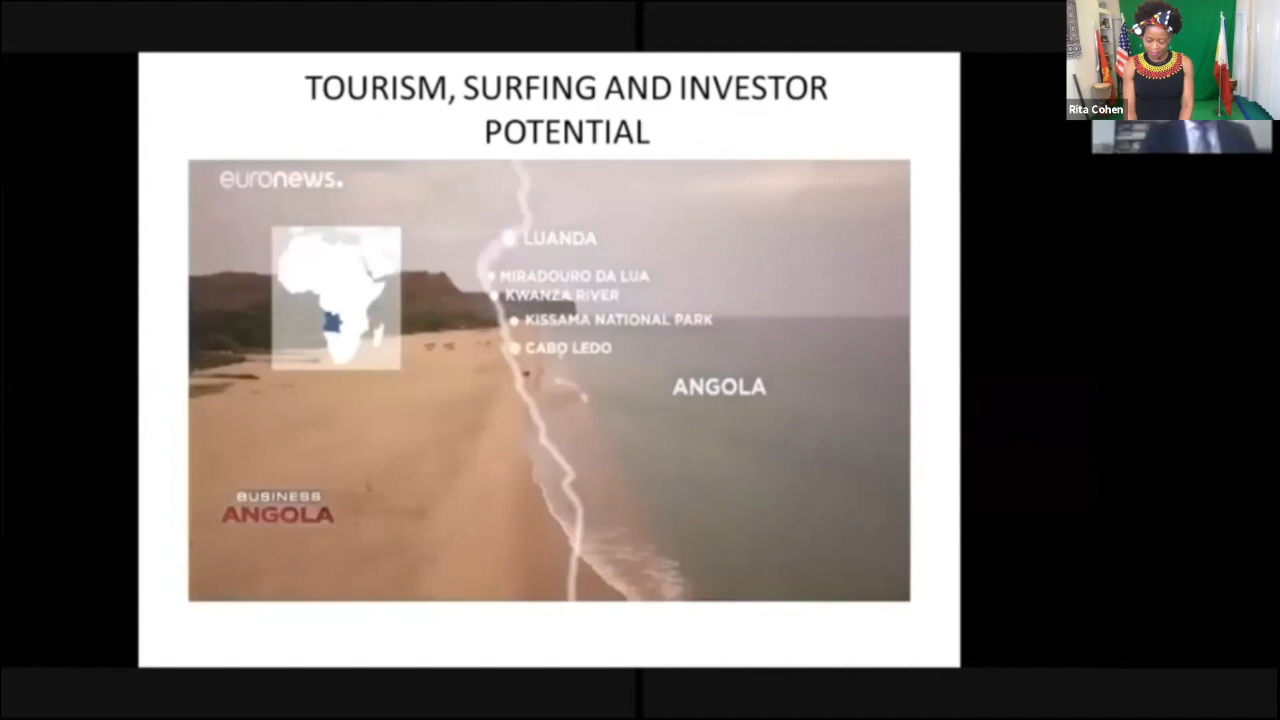 TOURISM, SURFING AND INVESTOR
POTENTIAL
euronews.
LUANDA
MIRADOURO DA LUA
KWANZA RIVER
KISSAMA NATIONAL PARK
CABO LEDO
ANGOLA
BUSINESS
ANGOLA
Rita Cohen